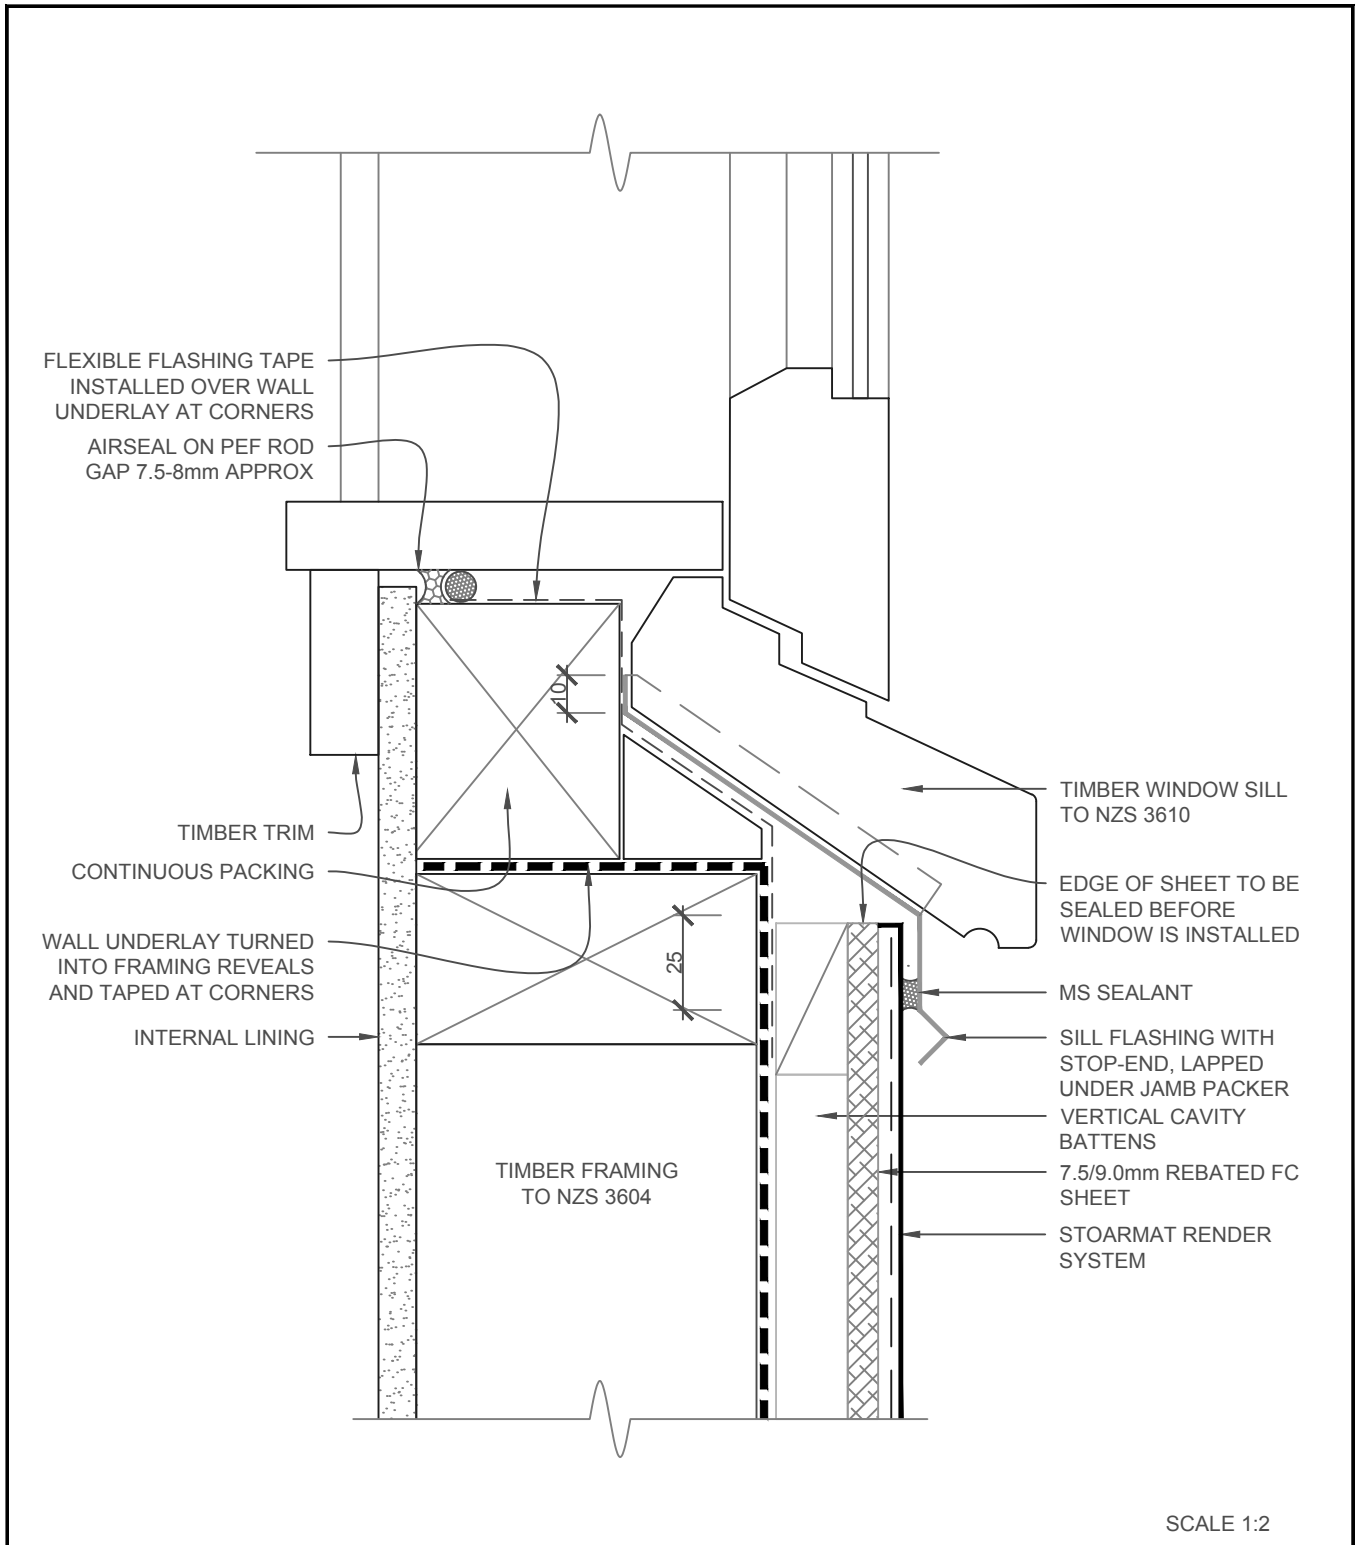 FLEXIBLE FLASHING TAPE
INSTALLED OVER WALL
UNDERLAY AT CORNERS
AIRSEAL ON PEF ROD
GAP 7.5-8mm APPROX
10
TIMBER TRIM
CONTINUOUS PACKING
WALL UNDERLAY TURNED
INTO FRAMING REVEALS
AND TAPED AT CORNERS
25
INTERNAL LINING
TIMBER FRAMING
TO NZS 3604
TIMBER WINDOW SILL
TO NZS 3610
EDGE OF SHEET TO BE
SEALED BEFORE
WINDOW IS INSTALLED
MS SEALANT
SILL FLASHING WITH
STOP-END, LAPPED
UNDER JAMB PACKER
VERTICAL CAVITY
BATTENS
7.5/9.0mm REBATED FC
SHEET
STOARMAT RENDER
SYSTEM
SCALE 1:2